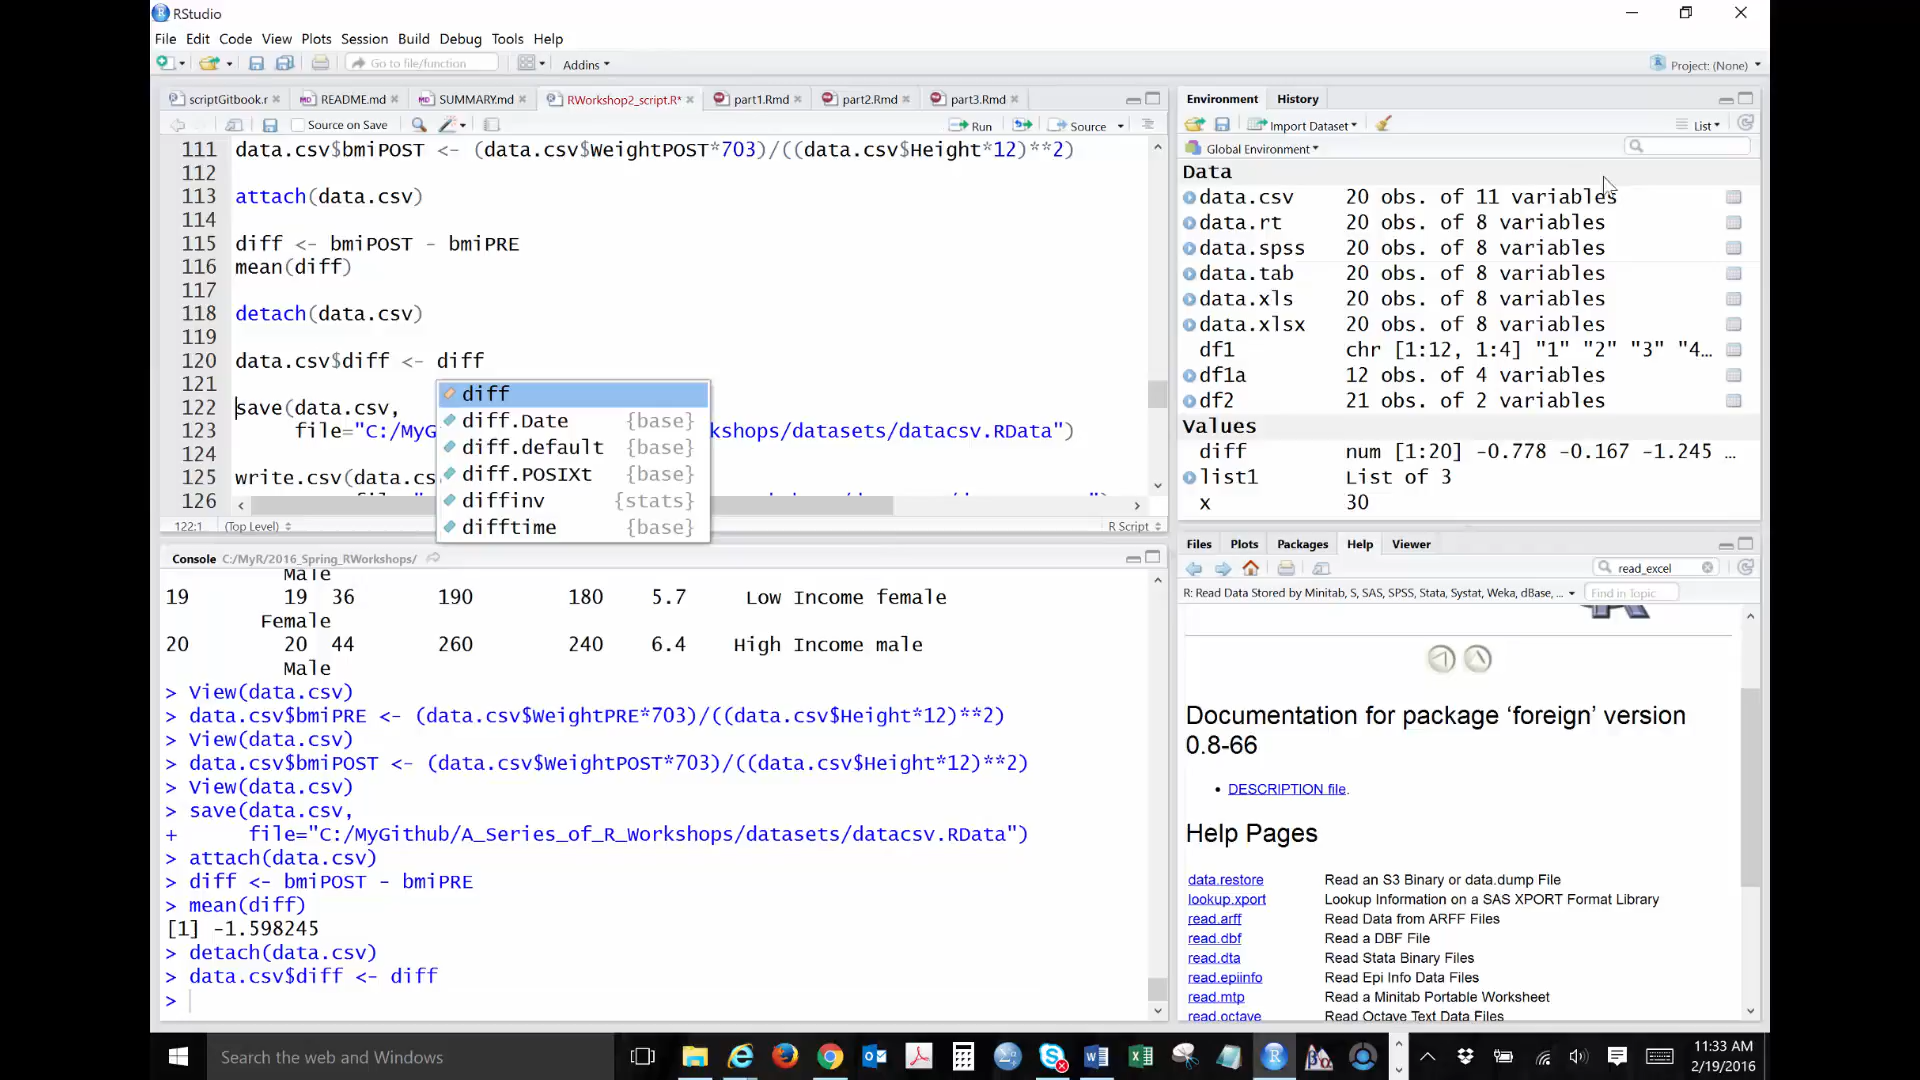 RStudio
File Edit Code View Plots Session Build Debug Tools Help
Go to file/function Addins Project: (None)
scriptGitbook.r README.md SUMMARY.md RWorkshop2_script.R* part1.Rmd part2.Rmd part3.Rmd
Source on Save Run Source
111 data.csv$bmiPOST <- (data.csv$WeightPOST*703)/((data.csv$Height*12)**2)
112
113 attach(data.csv)
114
115 diff <- bmiPOST - bmiPRE
116 mean(diff)
117
118 detach(data.csv)
119
120 data.csv$diff <- diff
121
122 save(data.csv,
123 file="C:/MyG kshops/datasets/datacsv.RData")
124
125 write.csv(data.cs
126
diff
diff.Date {base}
diff.default {base}
diff.POSIXt {base}
diffinv {stats}
difftime {base}
122:1 (Top Level) R Script
Console C:/MyR/2016_Spring_RWorkshops/
Male
19 19 36 190 180 5.7 Low Income female
Female
20 20 44 260 240 6.4 High Income male
Male
> View(data.csv)
> data.csv$bmiPRE <- (data.csv$WeightPRE*703)/((data.csv$Height*12)**2)
> View(data.csv)
> data.csv$bmiPOST <- (data.csv$WeightPOST*703)/((data.csv$Height*12)**2)
> View(data.csv)
> save(data.csv,
+ file="C:/MyGithub/A_Series_of_R_Workshops/datasets/datacsv.RData")
> attach(data.csv)
> diff <- bmiPOST - bmiPRE
> mean(diff)
[1] -1.598245
> detach(data.csv)
> data.csv$diff <- diff
>
Environment History
Import Dataset List
Global Environment
Data
data.csv 20 obs. of 11 variables
data.rt 20 obs. of 8 variables
data.spss 20 obs. of 8 variables
data.tab 20 obs. of 8 variables
data.xls 20 obs. of 8 variables
data.xlsx 20 obs. of 8 variables
df1 chr [1:12, 1:4] "1" "2" "3" "4…
df1a 12 obs. of 4 variables
df2 21 obs. of 2 variables
Values
diff num [1:20] -0.778 -0.167 -1.245 …
list1 List of 3
x 30
Files Plots Packages Help Viewer
read_excel
R: Read Data Stored by Minitab, S, SAS, SPSS, Stata, Systat, Weka, dBase, ... Find in Topic
Documentation for package ‘foreign’ version
0.8-66
• DESCRIPTION file.
Help Pages
data.restore Read an S3 Binary or data.dump File
lookup.xport Lookup Information on a SAS XPORT Format Library
read.arff Read Data from ARFF Files
read.dbf Read a DBF File
read.dta Read Stata Binary Files
read.epiinfo Read Epi Info Data Files
read.mtp Read a Minitab Portable Worksheet
read.octave Read Octave Text Data Files
Search the web and Windows
11:33 AM
2/19/2016